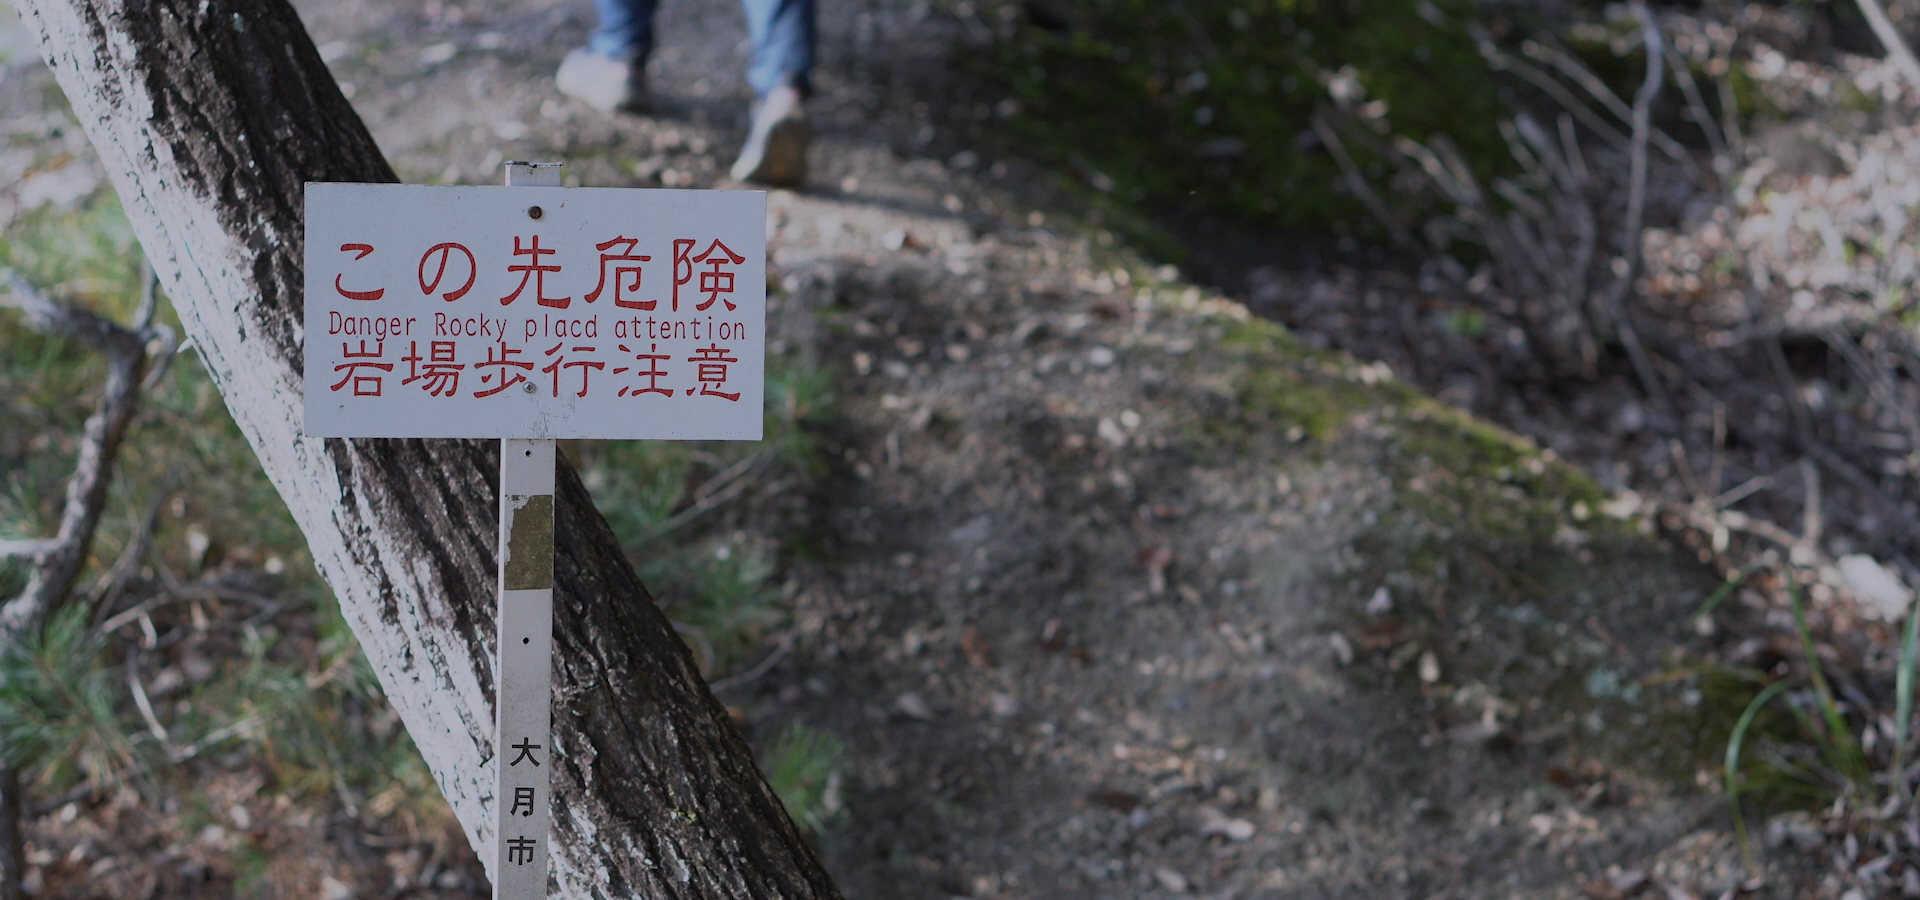 この先危険
Danger Rocky placd attention
岩場歩行注意
大月市